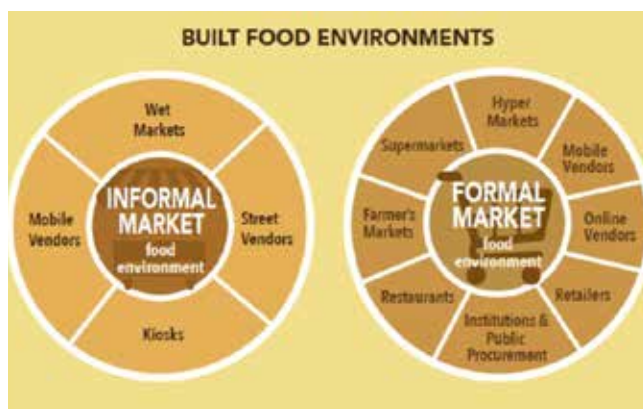 BUILT FOOD ENVIRONMENTS
Wet
Markets
Mobile
Vendors
INFORMAL
MARKET
food
environment
Street
Vendors
Kiosks
Hyper
Markets
Supermarkets
Mobile
Vendors
Farmer's
Markets
FORMAL
MARKET
food
environment
Online
Vendors
Restaurants
Retailers
Institutions &
Public
Procurement